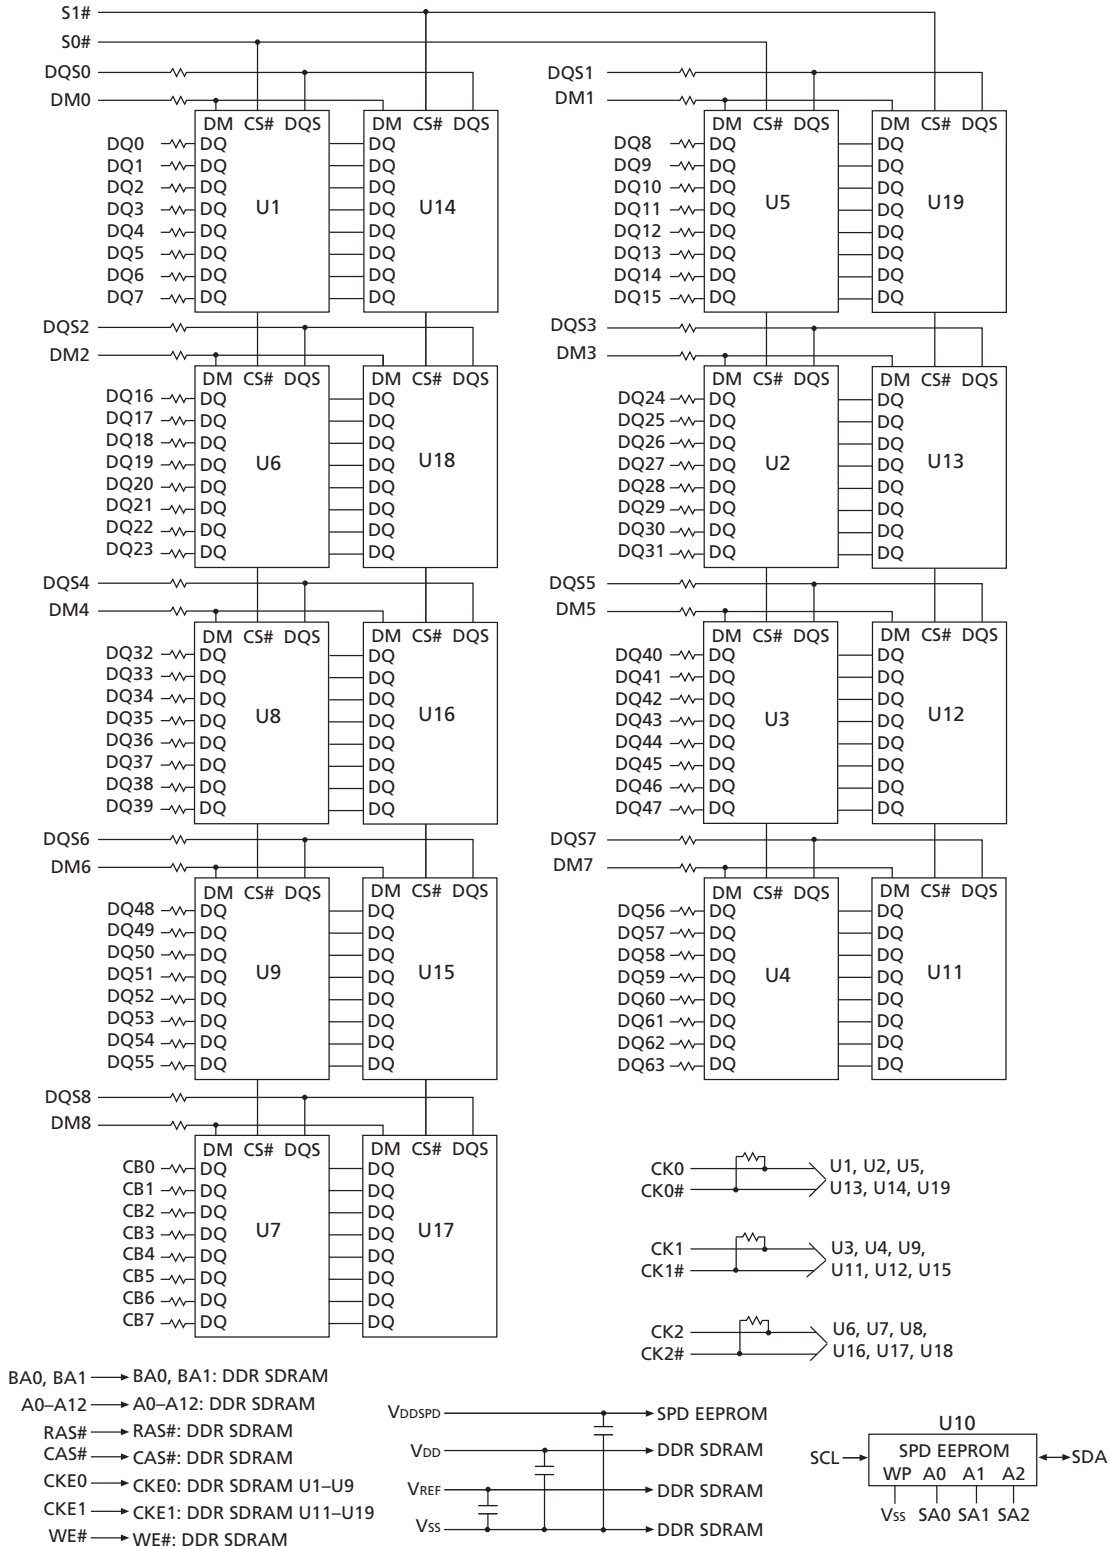 S1#
S0#
DQS0 DQS1
DM0 DM1
DM CS# DQS DM CS# DQS DM CS# DQS DM CS# DQS
DQ0 DQ DQ DQ8 DQ DQ
DQ1 DQ DQ DQ9 DQ DQ
DQ2 DQ DQ DQ10 DQ DQ
DQ3 DQ U1 DQ U14 DQ11 DQ U5 DQ U19
DQ4 DQ DQ DQ12 DQ DQ
DQ5 DQ DQ DQ13 DQ DQ
DQ6 DQ DQ DQ14 DQ DQ
DQ7 DQ DQ DQ15 DQ DQ
DQS2 DQS3
DM2 DM3
DM CS# DQS DM CS# DQS DM CS# DQS DM CS# DQS
DQ16 DQ DQ DQ24 DQ DQ
DQ17 DQ DQ DQ25 DQ DQ
DQ18 DQ DQ DQ26 DQ DQ
DQ19 DQ U6 DQ U18 DQ27 DQ U2 DQ U13
DQ20 DQ DQ DQ28 DQ DQ
DQ21 DQ DQ DQ29 DQ DQ
DQ22 DQ DQ DQ30 DQ DQ
DQ23 DQ DQ DQ31 DQ DQ
DQS4 DQS5
DM4 DM5
DM CS# DQS DM CS# DQS DM CS# DQS DM CS# DQS
DQ32 DQ DQ DQ40 DQ DQ
DQ33 DQ DQ DQ41 DQ DQ
DQ34 DQ DQ DQ42 DQ DQ
DQ35 DQ U8 DQ U16 DQ43 DQ U3 DQ U12
DQ36 DQ DQ DQ44 DQ DQ
DQ37 DQ DQ DQ45 DQ DQ
DQ38 DQ DQ DQ46 DQ DQ
DQ39 DQ DQ DQ47 DQ DQ
DQS6 DQS7
DM6 DM7
DM CS# DQS DM CS# DQS DM CS# DQS DM CS# DQS
DQ48 DQ DQ DQ56 DQ DQ
DQ49 DQ DQ DQ57 DQ DQ
DQ50 DQ DQ DQ58 DQ DQ
DQ51 DQ U9 DQ U15 DQ59 DQ U4 DQ U11
DQ52 DQ DQ DQ60 DQ DQ
DQ53 DQ DQ DQ61 DQ DQ
DQ54 DQ DQ DQ62 DQ DQ
DQ55 DQ DQ DQ63 DQ DQ
DQS8
DM8
DM CS# DQS DM CS# DQS
CB0 DQ DQ
CB1 DQ DQ
CB2 DQ DQ
CB3 DQ U7 DQ U17
CB4 DQ DQ
CB5 DQ DQ
CB6 DQ DQ
CB7 DQ DQ
CK0 U1, U2, U5,
CK0# U13, U14, U19
CK1 U3, U4, U9,
CK1# U11, U12, U15
CK2 U6, U7, U8,
CK2# U16, U17, U18
BA0, BA1 BA0, BA1: DDR SDRAM
A0–A12 A0–A12: DDR SDRAM
RAS# RAS#: DDR SDRAM
CAS# CAS#: DDR SDRAM
CKE0 CKE0: DDR SDRAM U1–U9
CKE1 CKE1: DDR SDRAM U11–U19
WE# WE#: DDR SDRAM
VDDSPD SPD EEPROM
VDD DDR SDRAM
VREF DDR SDRAM
VSS DDR SDRAM
U10
SCL SPD EEPROM SDA
WP A0 A1 A2
VSS SA0 SA1 SA2